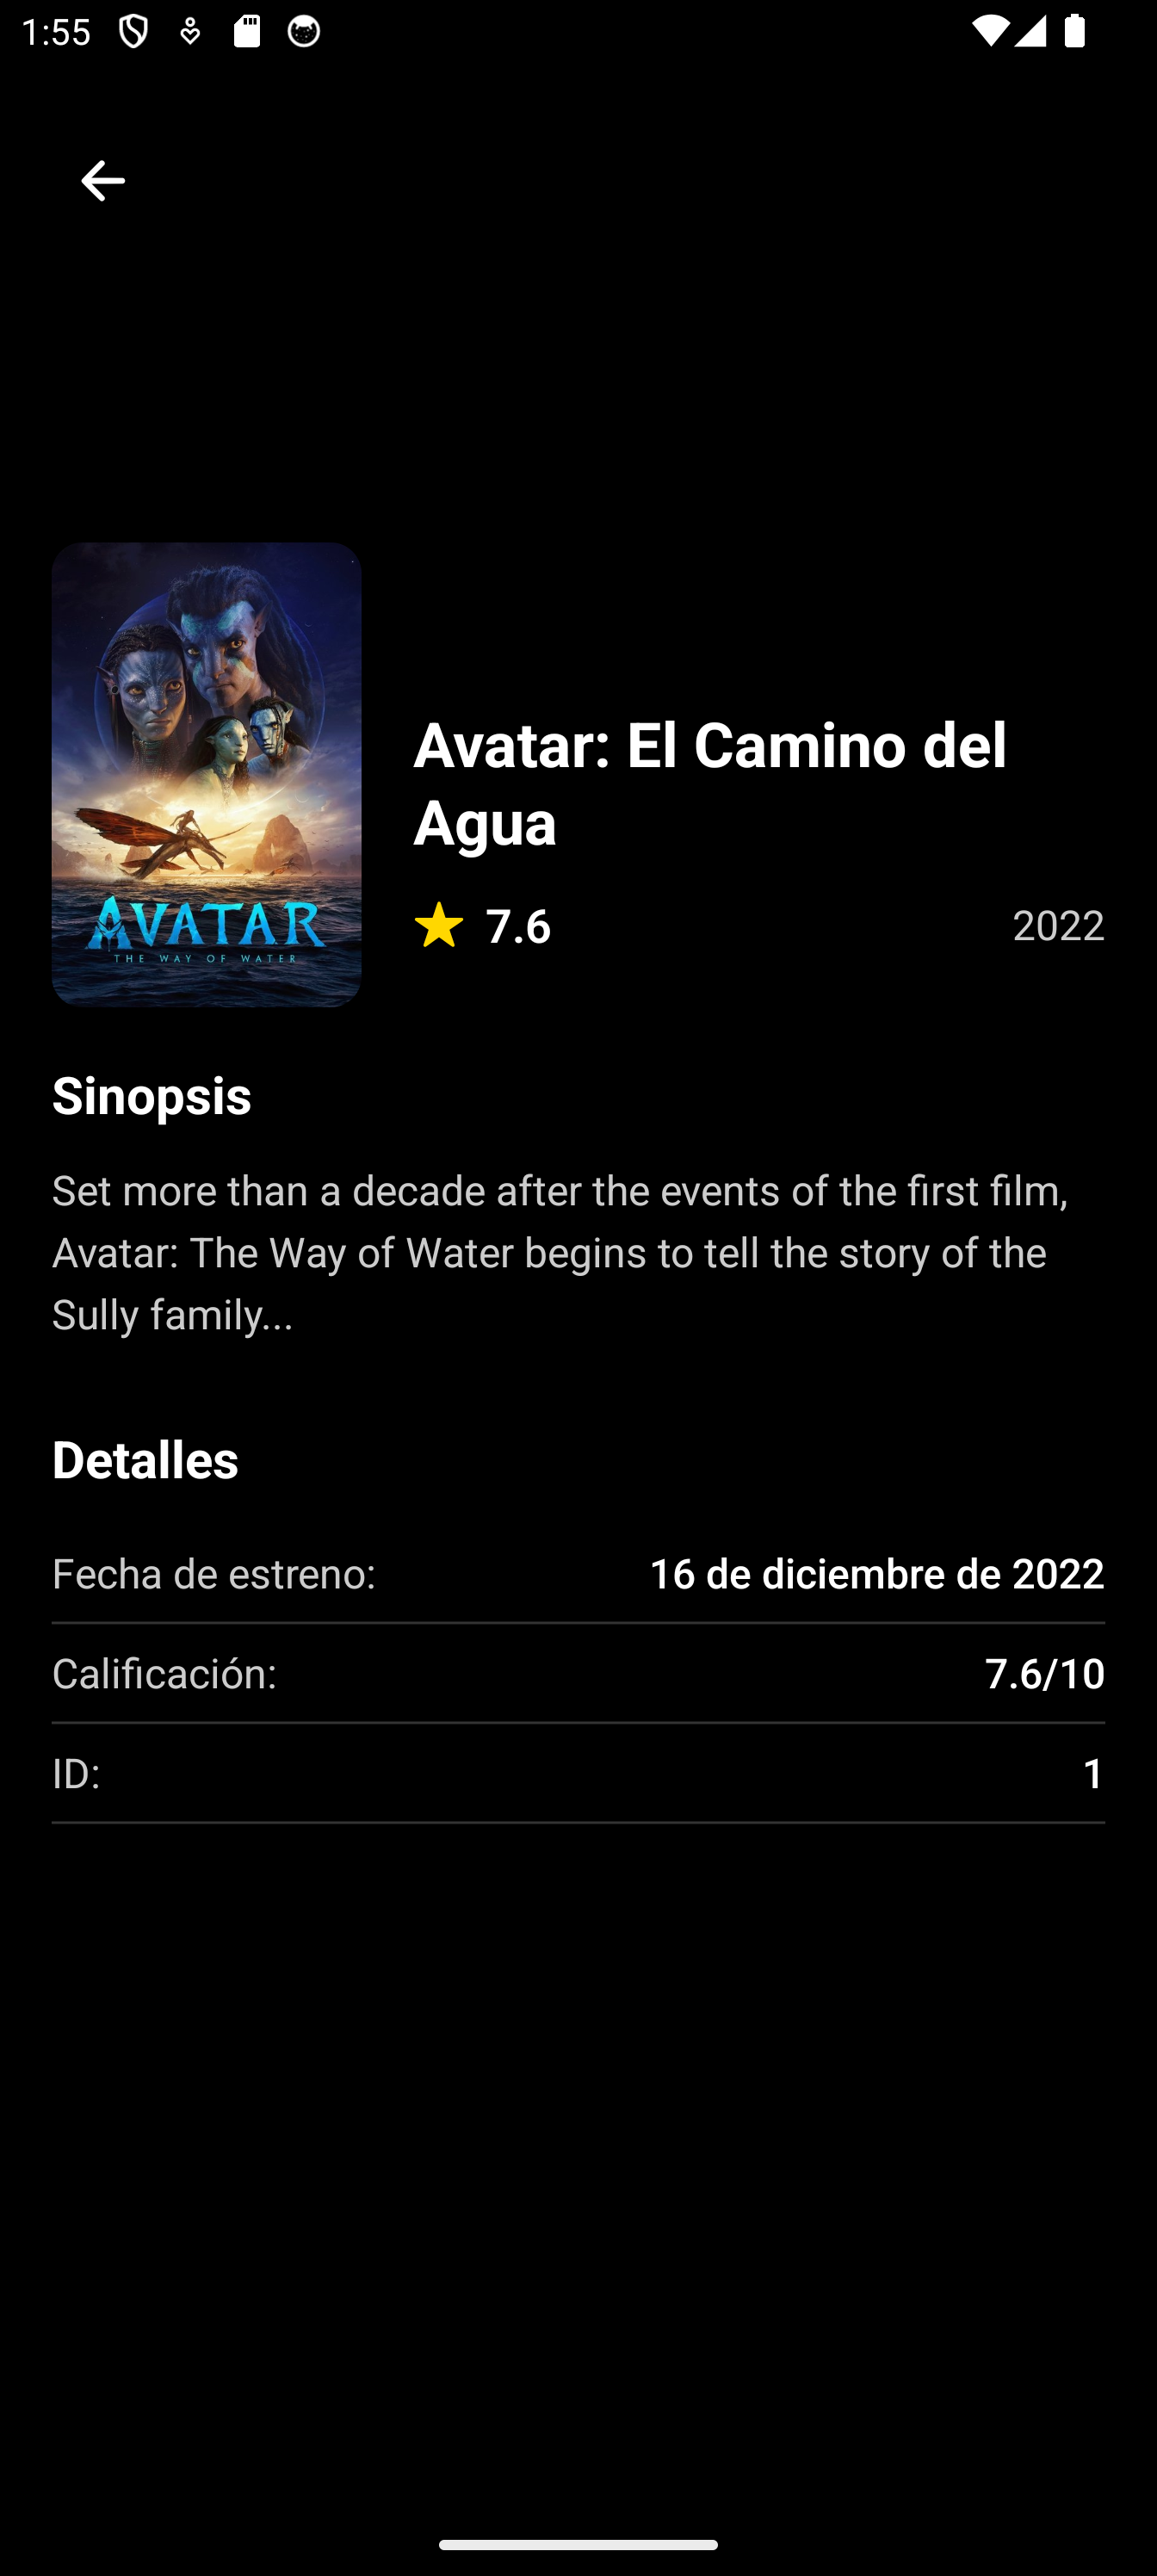 1:55
AVATAR
THE WAY OF WATER
Avatar: El Camino del
Agua
7.6
2022
Sinopsis
Set more than a decade after the events of the first film,
Avatar: The Way of Water begins to tell the story of the
Sully family...
Detalles
Fecha de estreno: 16 de diciembre de 2022
Calificación: 7.6/10
ID: 1